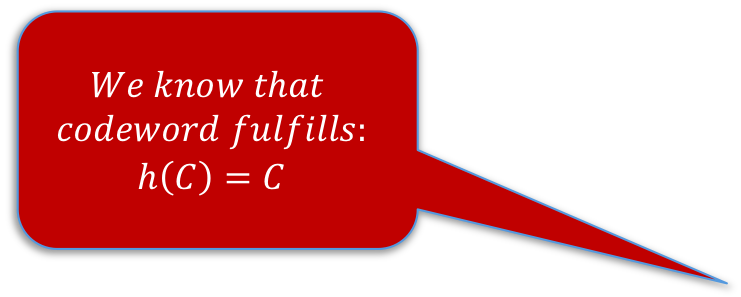 We know that
codeword fulfills:
h(C) = C